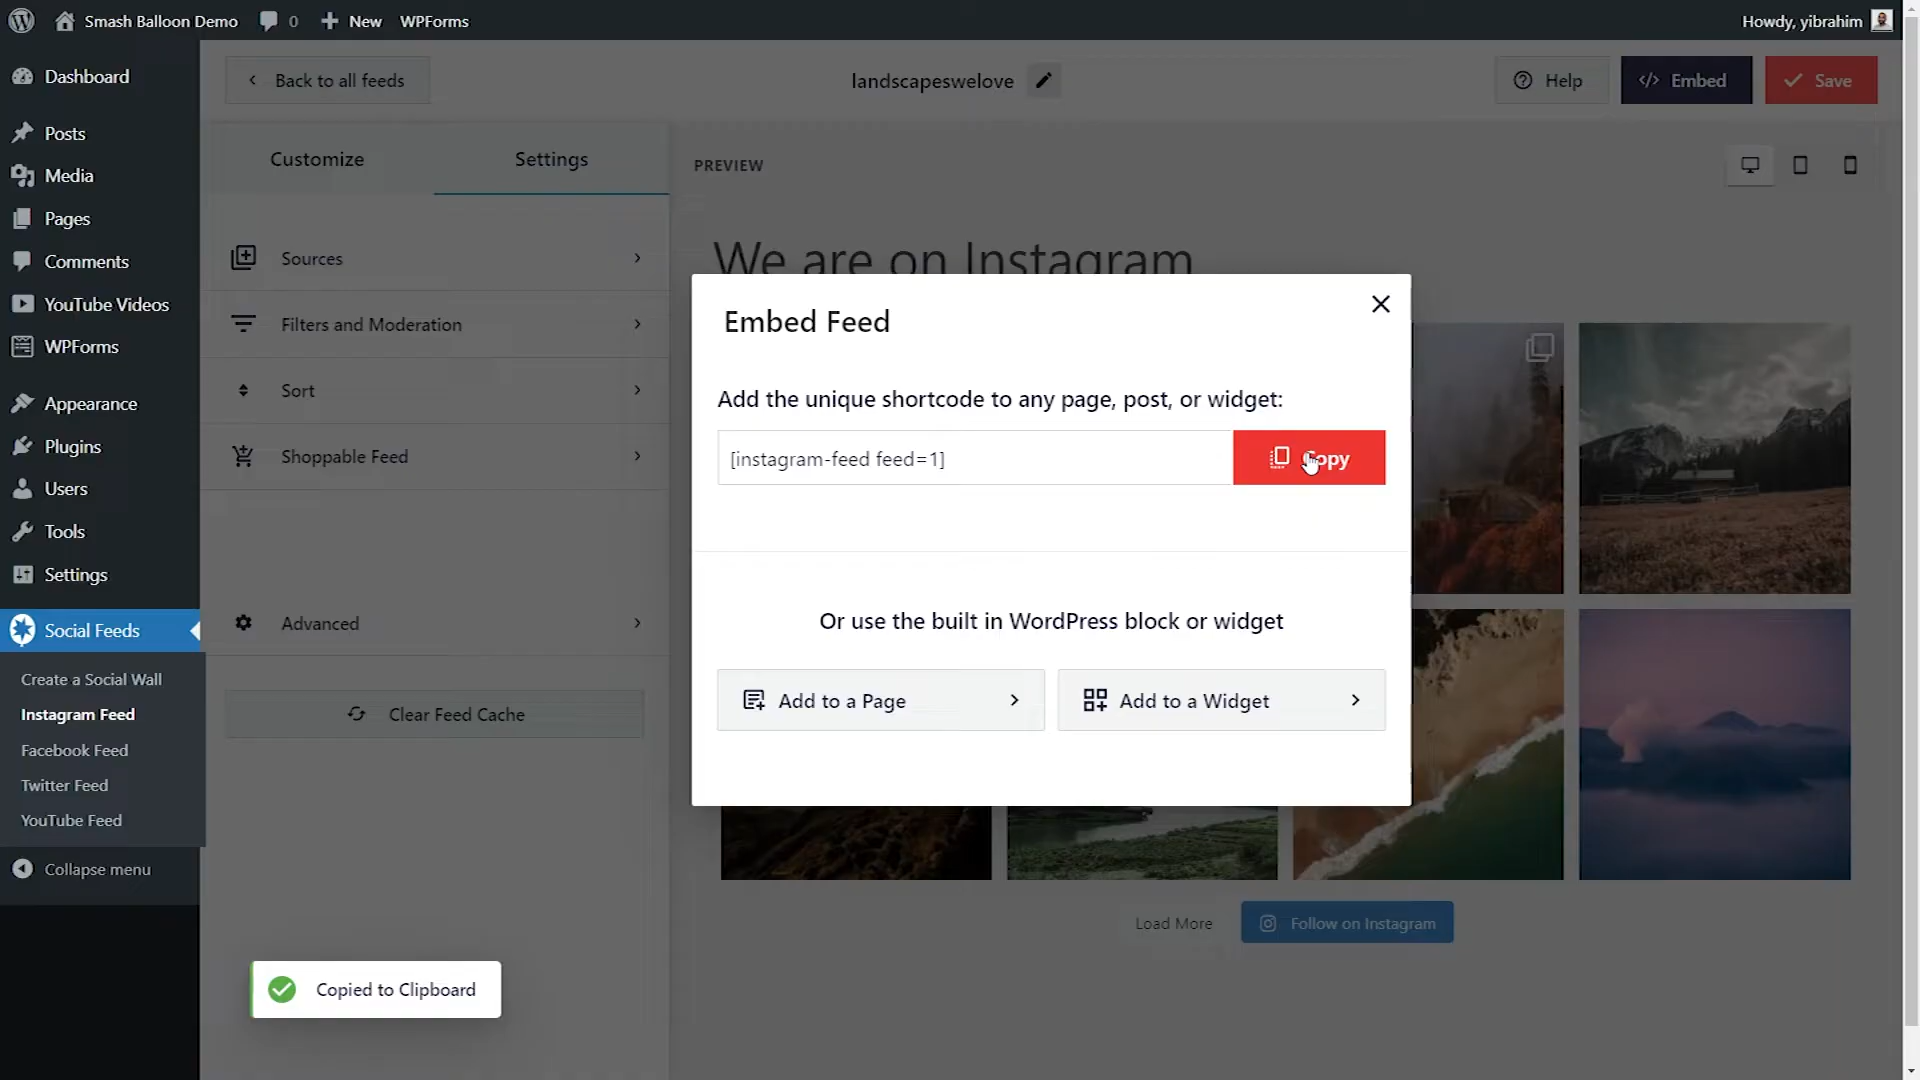 Smash Balloon Demo
0
New
WPForms
Howdy, yibrahim
Dashboard
Posts
Media
Pages
Comments
YouTube Videos
WPForms
Appearance
Plugins
Users
Tools
Settings
Social Feeds
Create a Social Wall
Instagram Feed
Facebook Feed
Twitter Feed
YouTube Feed
Collapse menu
Back to all feeds
landscapeswelove
Help
Embed
Save
Customize
Settings
Sources
Filters and Moderation
Sort
Shoppable Feed
Advanced
Clear Feed Cache
PREVIEW
We are on Instagram
Embed Feed
Add the unique shortcode to any page, post, or widget:
[instagram-feed feed=1]
Copy
Or use the built in WordPress block or widget
Add to a Page
Add to a Widget
Load More
Follow on Instagram
Copied to Clipboard